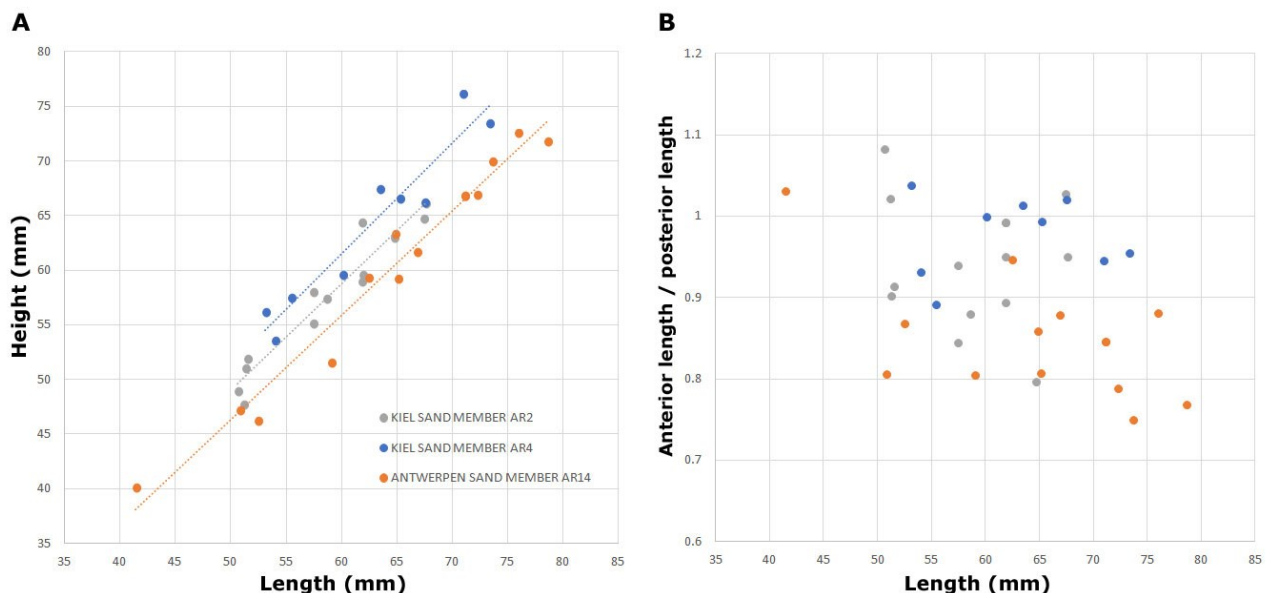 A
80
75
70
65
60
55
50
45
40
35
Height (mm)
KIEL SAND MEMBER AR2
KIEL SAND MEMBER AR4
ANTWERPEN SAND MEMBER AR14
35 40 45 50 55 60 65 70 75 80 85
Length (mm)
B
1.2
1.1
1
0.9
0.8
0.7
0.6
Anterior length / posterior length
35 40 45 50 55 60 65 70 75 80 85
Length (mm)